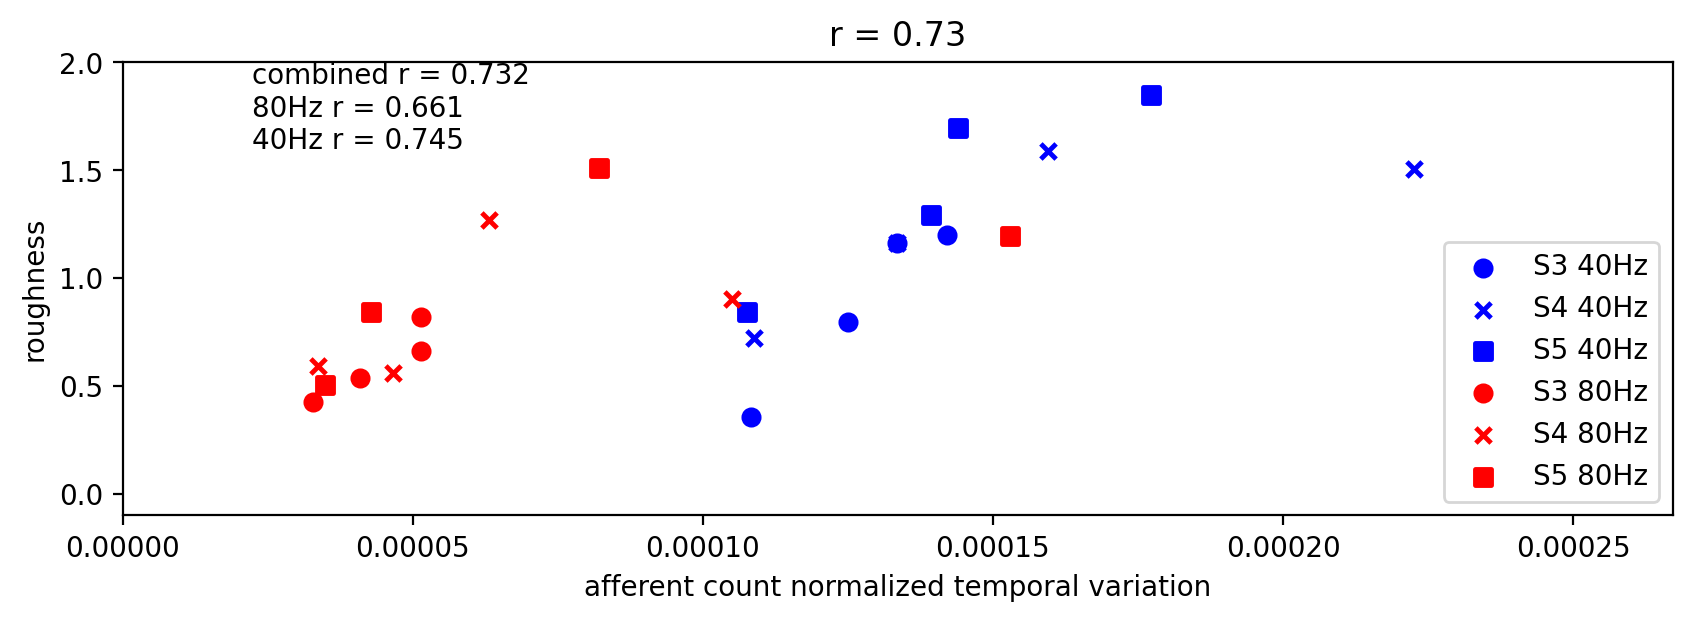 r = 0.73
combined r = 0.732
80Hz r = 0.661
40Hz r = 0.745
2.0
1.5
1.0
0.5
0.0
roughness
S3 40Hz
S4 40Hz
S5 40Hz
S3 80Hz
S4 80Hz
S5 80Hz
0.00000 0.00005 0.00010 0.00015 0.00020 0.00025
afferent count normalized temporal variation